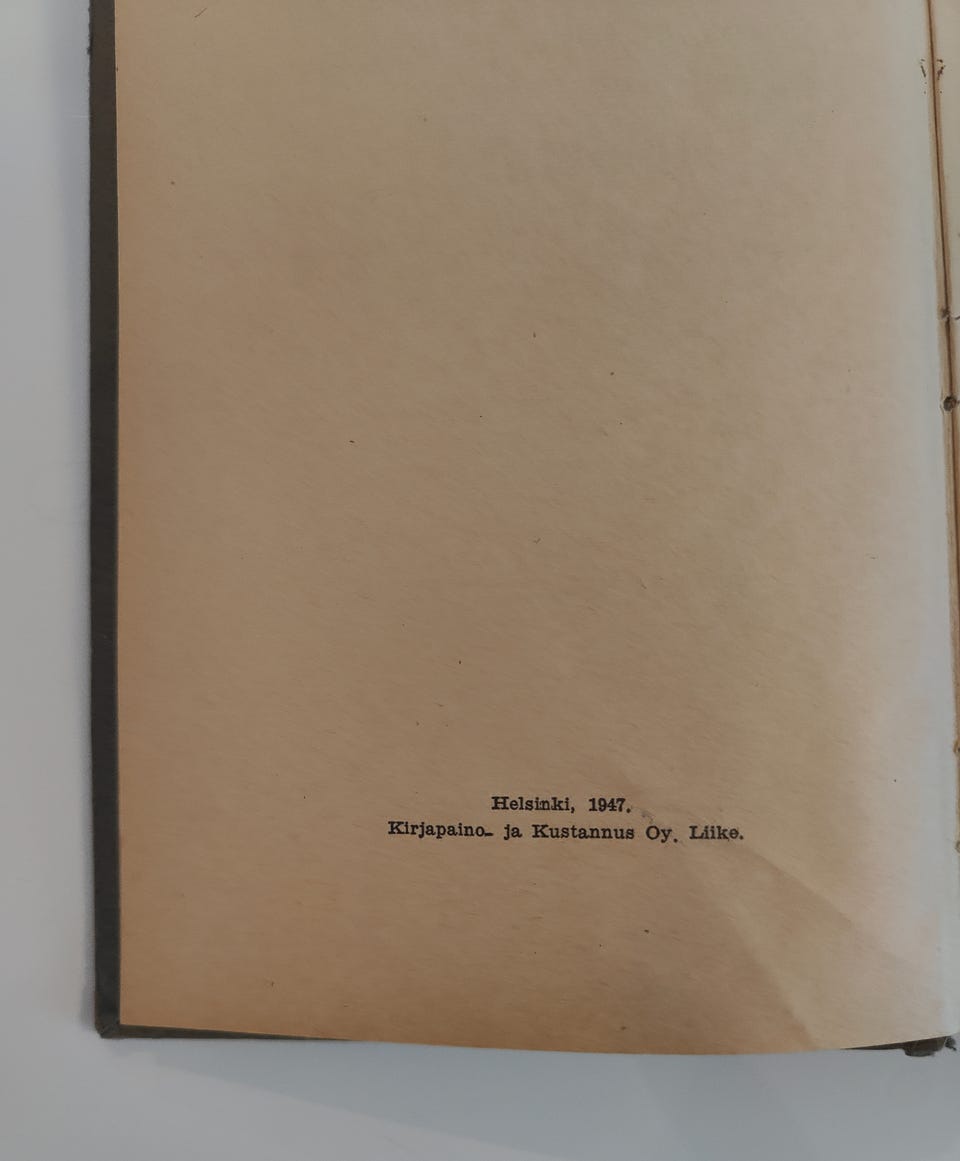 Helsinki, 1947.
Kirjapaino- ja Kustannus Oy. Liike.